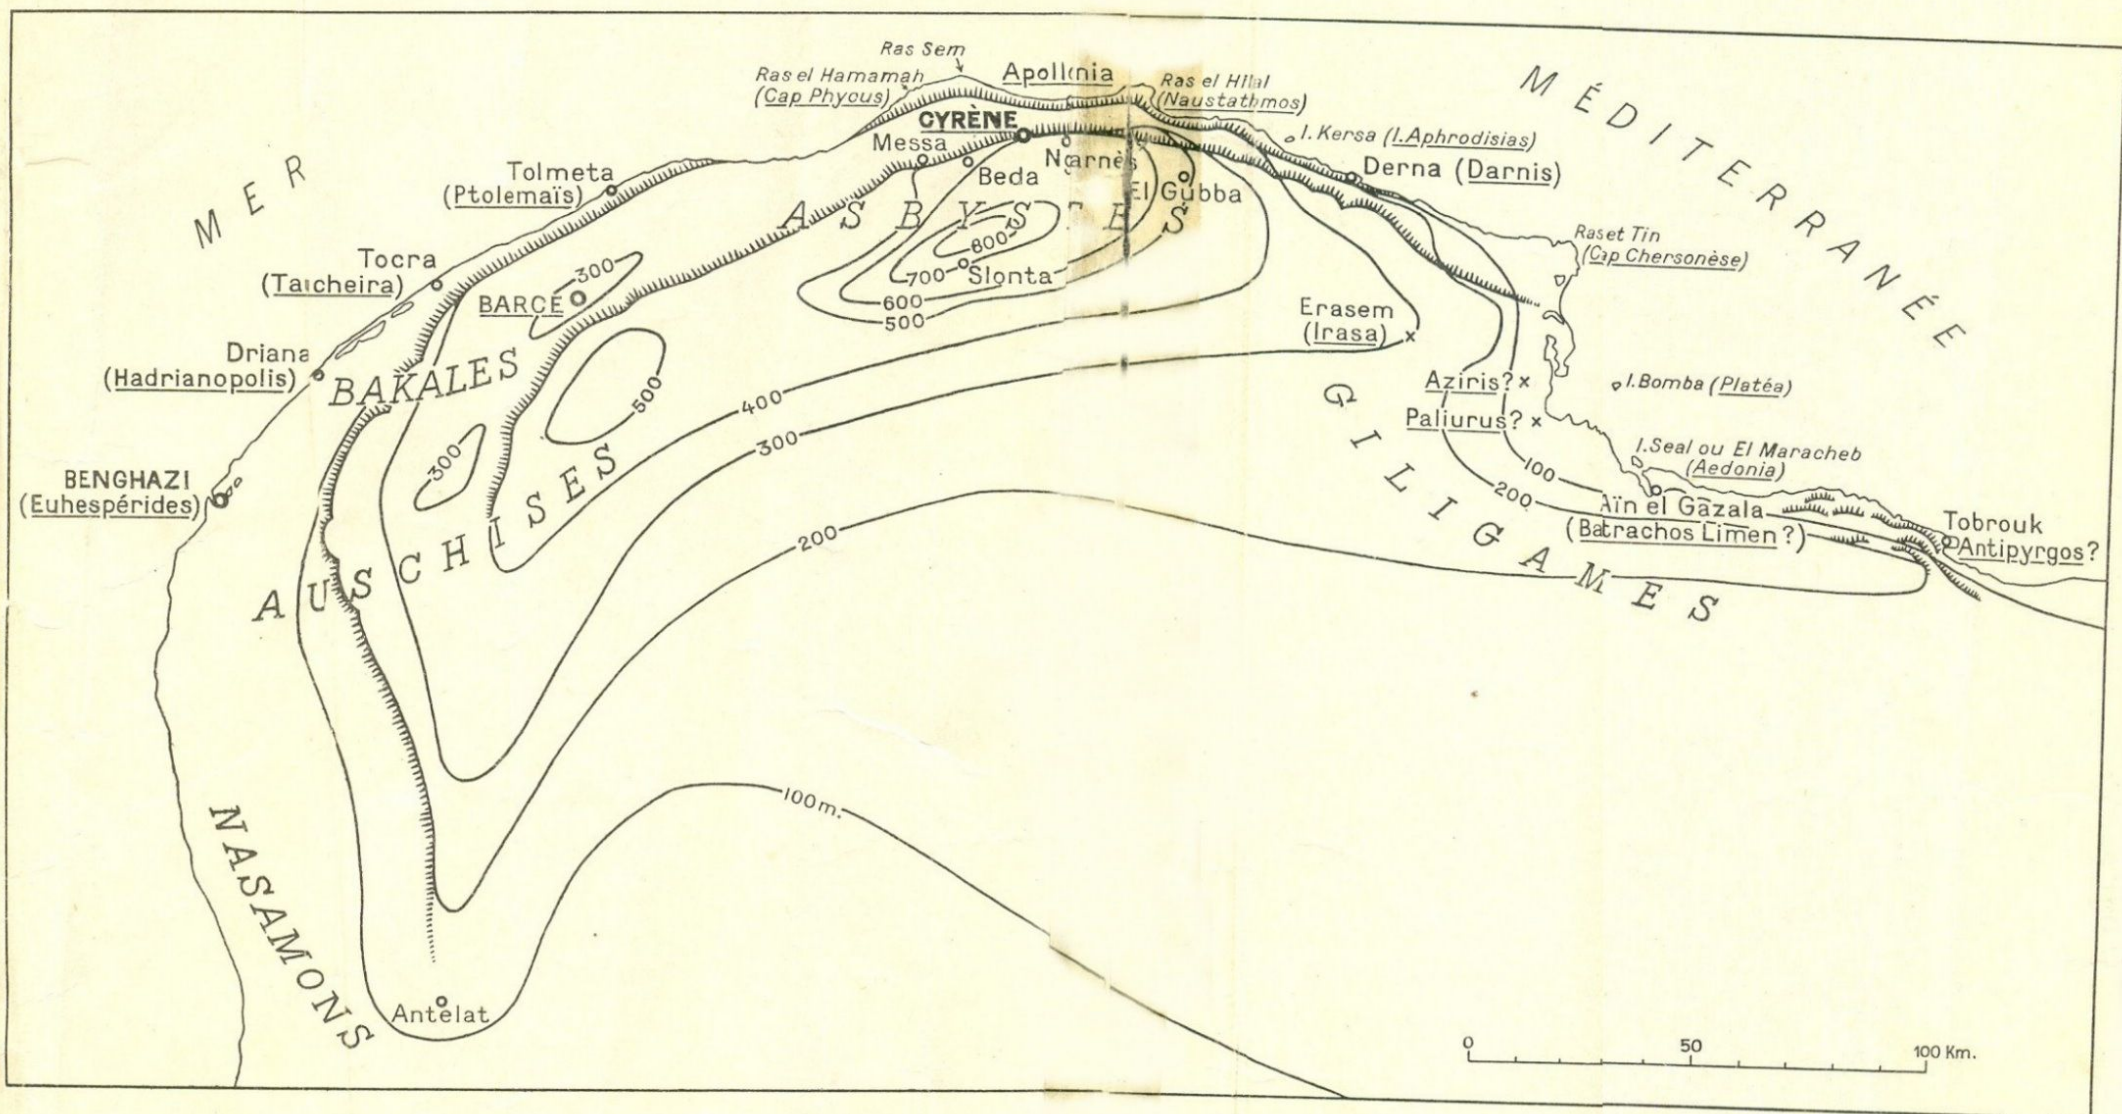 Ras Sem
Ras el Hamamah
(Cap Phycus)
Apollonia
Ras el Hilal
(Naustathmos)
MER
MÉDITERRANÉE
CYRÈNE
Messa
Beda
El Gubba
I. Kersa (I. Aphrodisias)
Derna (Darnis)
Tolmeta
(Ptolemaïs)
ASBYSTES
800
700
Slonta
600
500
Raset Tin
(Cap Chersonèse)
Tocra
(Taucheira)
300
BARCÉ
Erasem
(Irasa)
Driana
(Hadrianopolis)
BAKALES
500
400
300
Aziris?
Paliurus?
I. Bomba (Platéa)
GILIGAMES
BENGHAZI
(Euhespérides)
300
AUSCHISES
200
I. Seal ou El Maracheb
(Aedonia)
100
200
Aïn el Gazala
(Batrachos Limen?)
Tobrouk
Antipyrgos?
100 m.
NASAMONS
Antelat
0 50 100 Km.